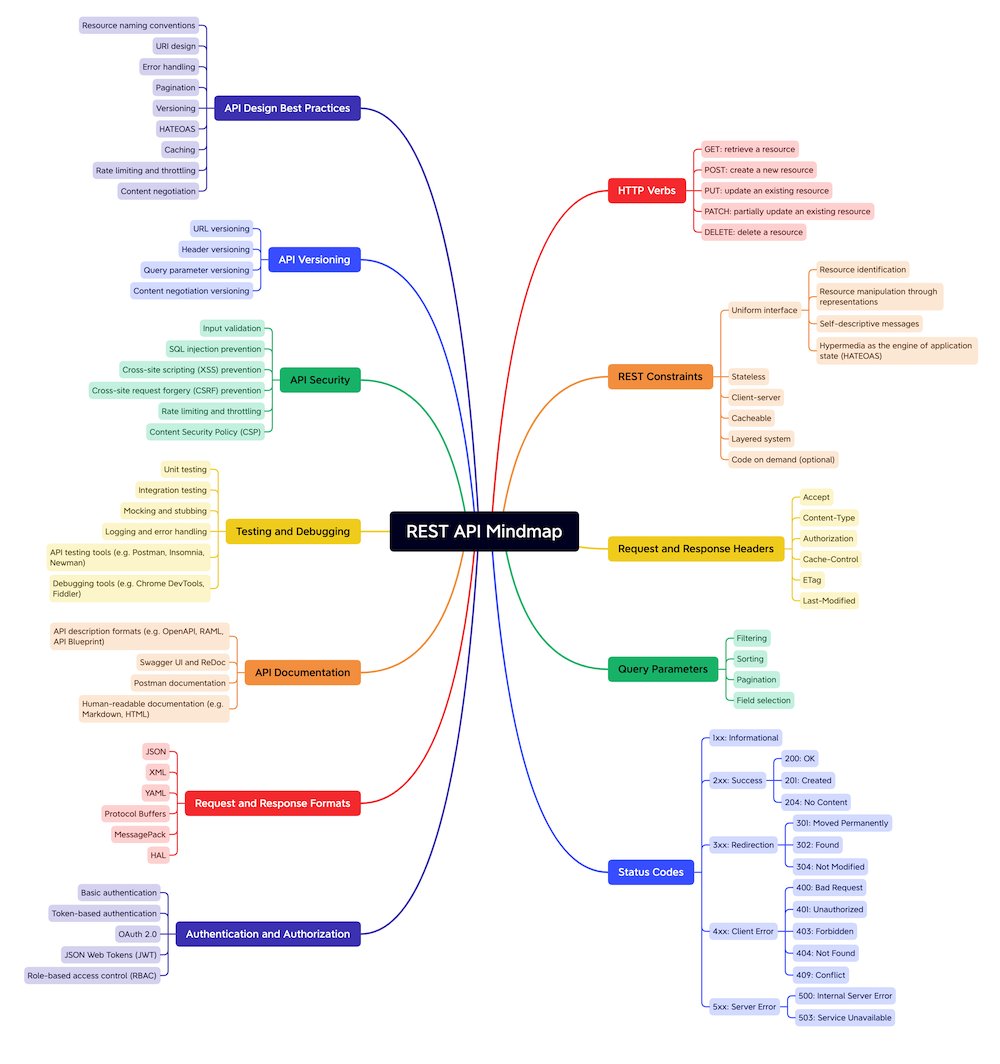 REST API Mindmap
API Design Best Practices
Resource naming conventions
URI design
Error handling
Pagination
Versioning
HATEOAS
Caching
Rate limiting and throttling
Content negotiation
API Versioning
URL versioning
Header versioning
Query parameter versioning
Content negotiation versioning
API Security
Input validation
SQL injection prevention
Cross-site scripting (XSS) prevention
Cross-site request forgery (CSRF) prevention
Rate limiting and throttling
Content Security Policy (CSP)
Testing and Debugging
Unit testing
Integration testing
Mocking and stubbing
Logging and error handling
API testing tools (e.g. Postman, Insomnia,
Newman)
Debugging tools (e.g. Chrome DevTools,
Fiddler)
API Documentation
API description formats (e.g. OpenAPI, RAML,
API Blueprint)
Swagger UI and ReDoc
Postman documentation
Human-readable documentation (e.g.
Markdown, HTML)
Request and Response Formats
JSON
XML
YAML
Protocol Buffers
MessagePack
HAL
Authentication and Authorization
Basic authentication
Token-based authentication
OAuth 2.0
JSON Web Tokens (JWT)
Role-based access control (RBAC)
HTTP Verbs
GET: retrieve a resource
POST: create a new resource
PUT: update an existing resource
PATCH: partially update an existing resource
DELETE: delete a resource
REST Constraints
Uniform interface
Resource identification
Resource manipulation through
representations
Self-descriptive messages
Hypermedia as the engine of application
state (HATEOAS)
Stateless
Client-server
Cacheable
Layered system
Code on demand (optional)
Request and Response Headers
Accept
Content-Type
Authorization
Cache-Control
ETag
Last-Modified
Query Parameters
Filtering
Sorting
Pagination
Field selection
Status Codes
1xx: Informational
2xx: Success
200: OK
201: Created
204: No Content
3xx: Redirection
301: Moved Permanently
302: Found
304: Not Modified
4xx: Client Error
400: Bad Request
401: Unauthorized
403: Forbidden
404: Not Found
409: Conflict
5xx: Server Error
500: Internal Server Error
503: Service Unavailable